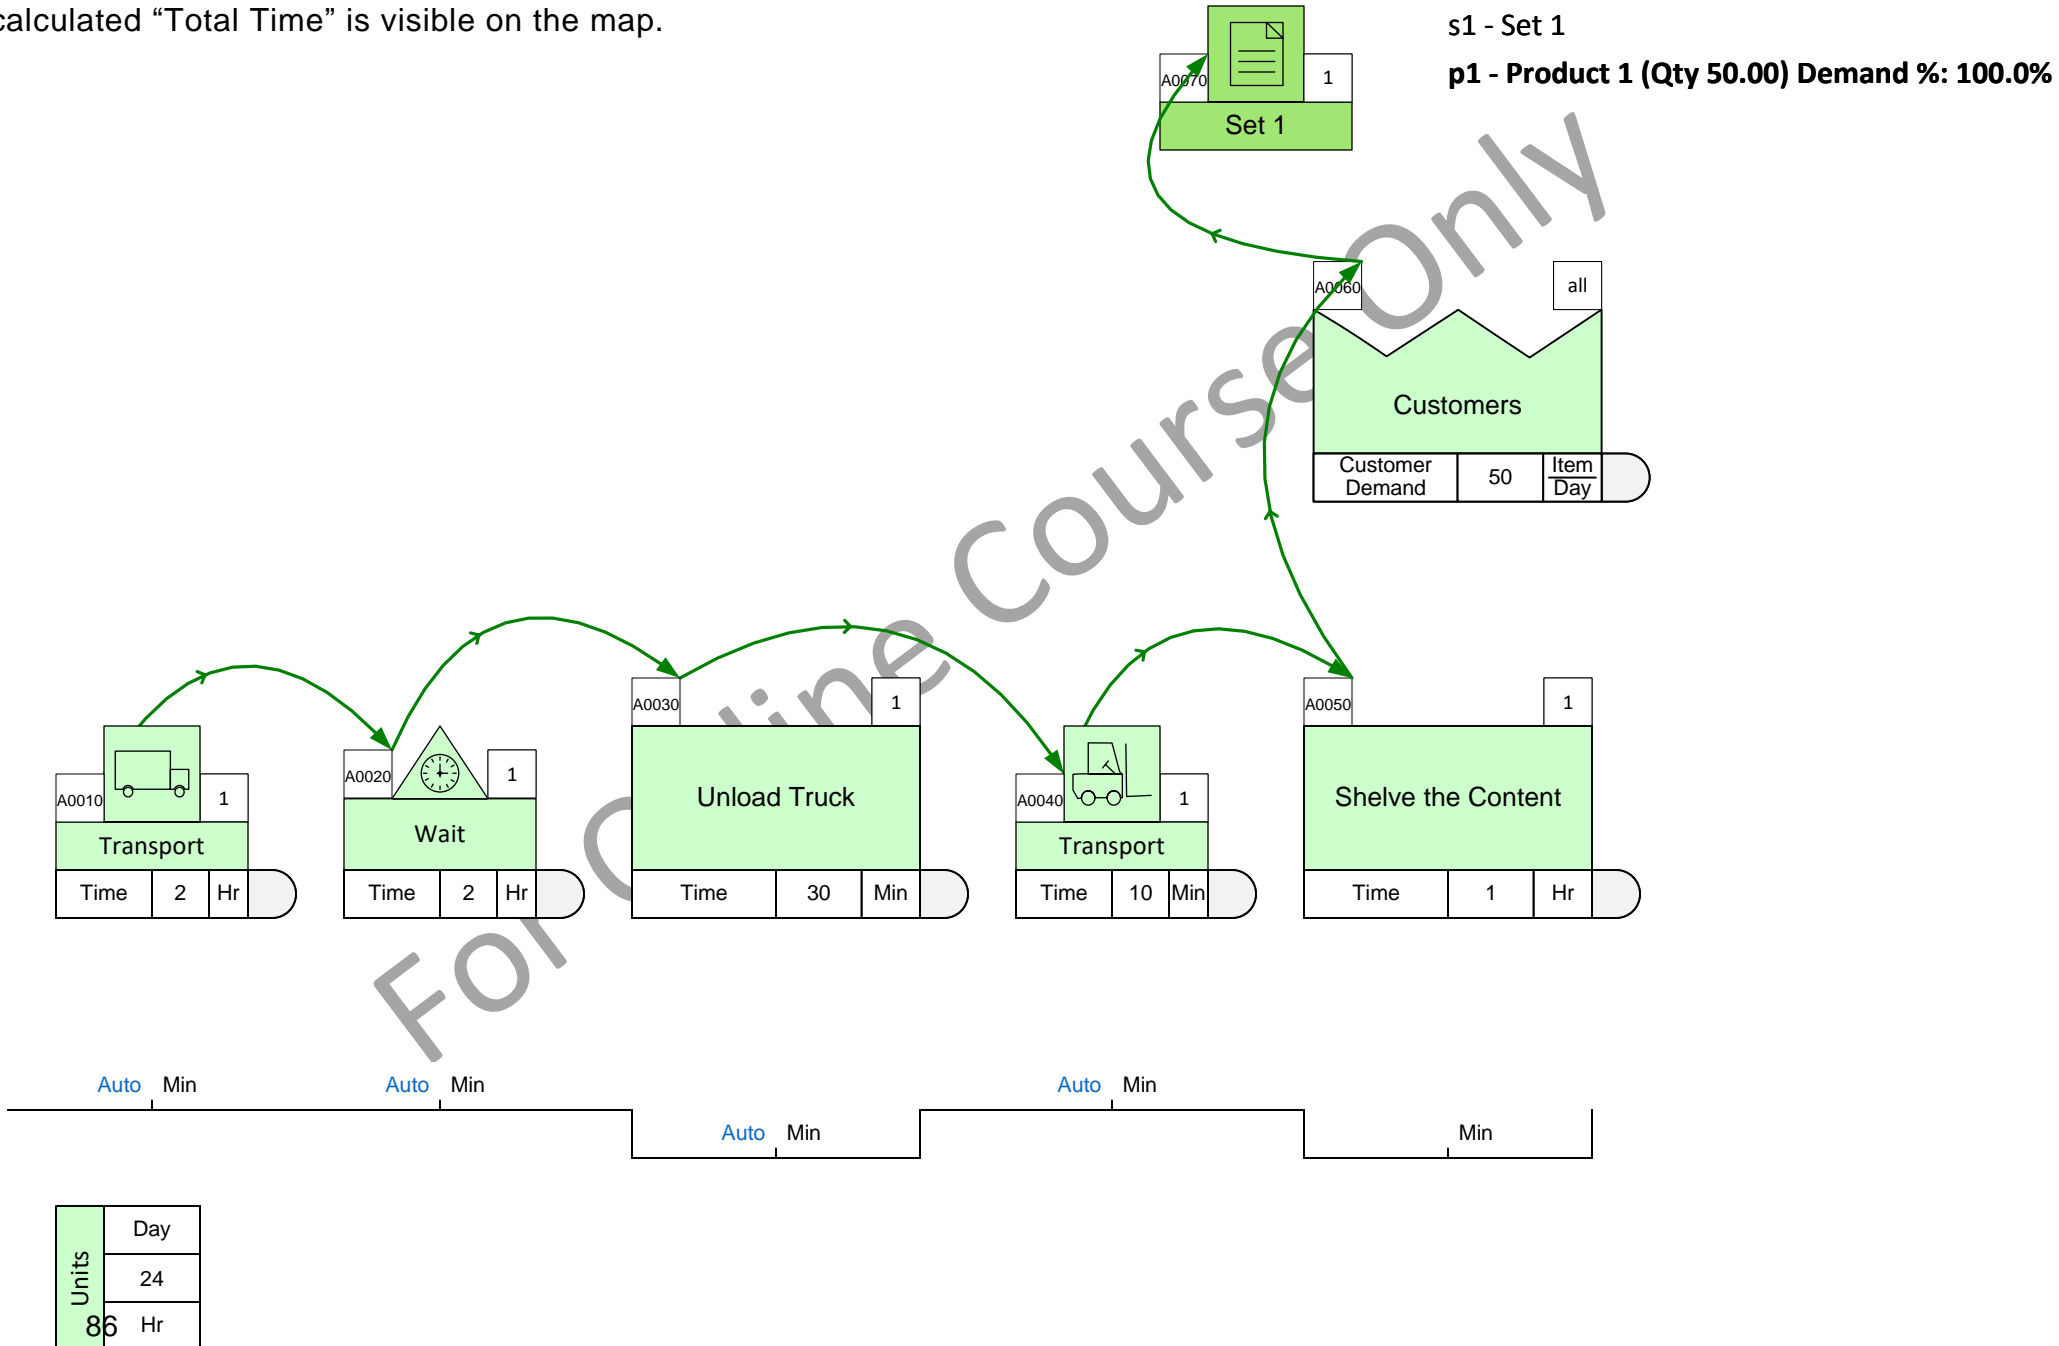 calculated “Total Time” is visible on the map.
s1 - Set 1
p1 - Product 1 (Qty 50.00) Demand %: 100.0%
A0070
1
Set 1
A0060
all
Customers
Customer Demand
50
Item
Day
For Online Course Only
A0010
1
Transport
Time 2 Hr
A0020
1
Wait
Time 2 Hr
A0030
1
Unload Truck
Time 30 Min
A0040
1
Transport
Time 10 Min
A0050
1
Shelve the Content
Time 1 Hr
Auto Min
Auto Min
Auto Min
Auto Min
Min
Units
Day
24
Hr
86